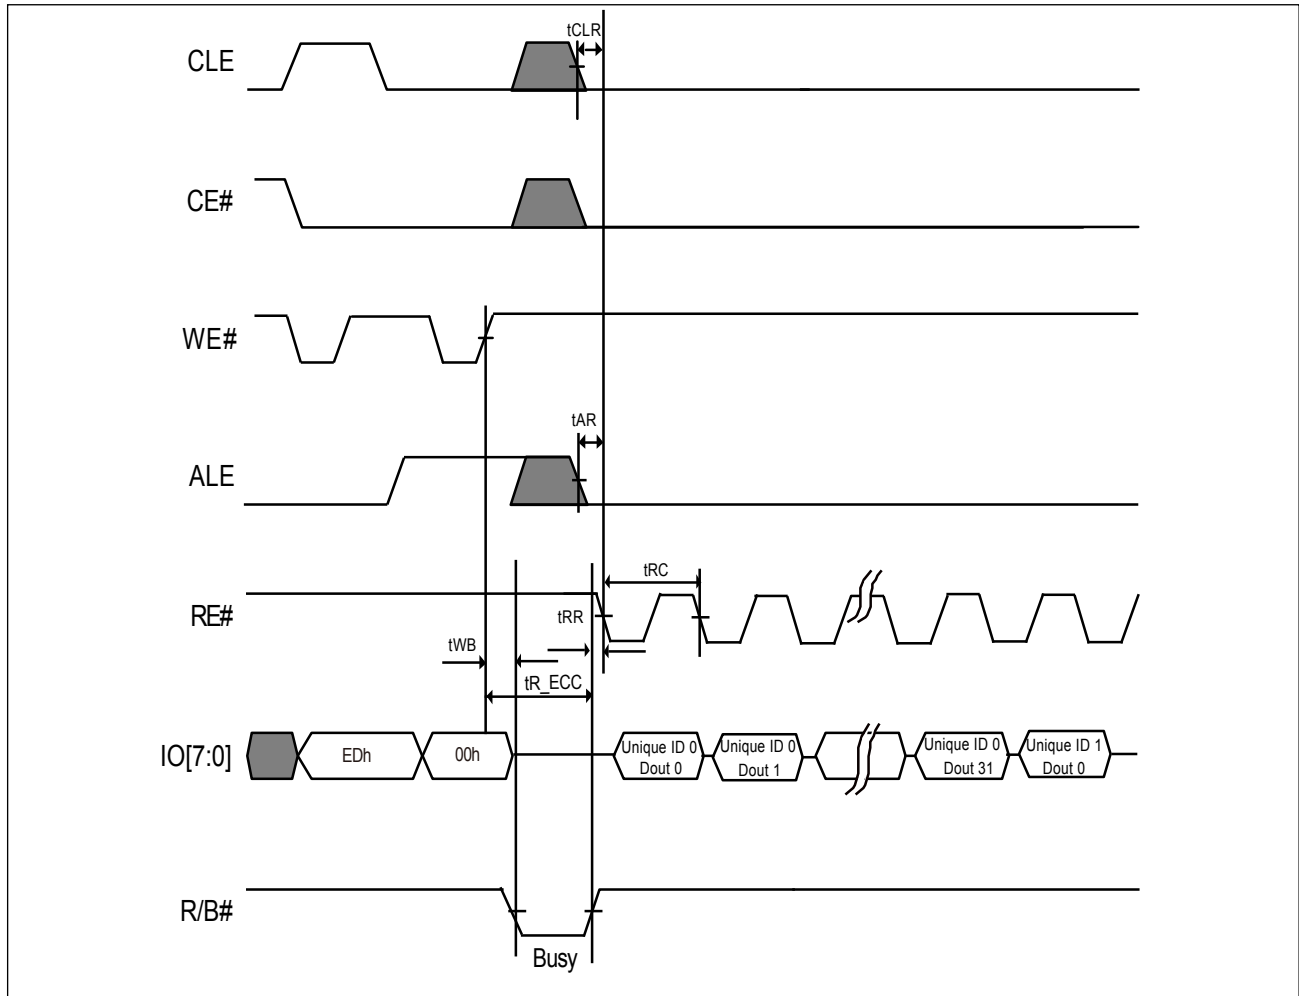 tCLR
CLE
CE#
WE#
tAR
ALE
tRC
RE#
tRR
tWB
tR_ECC
IO[7:0]
EDh
00h
Unique ID 0
Dout 0
Unique ID 0
Dout 1
Unique ID 0
Dout 31
Unique ID 1
Dout 0
R/B#
Busy